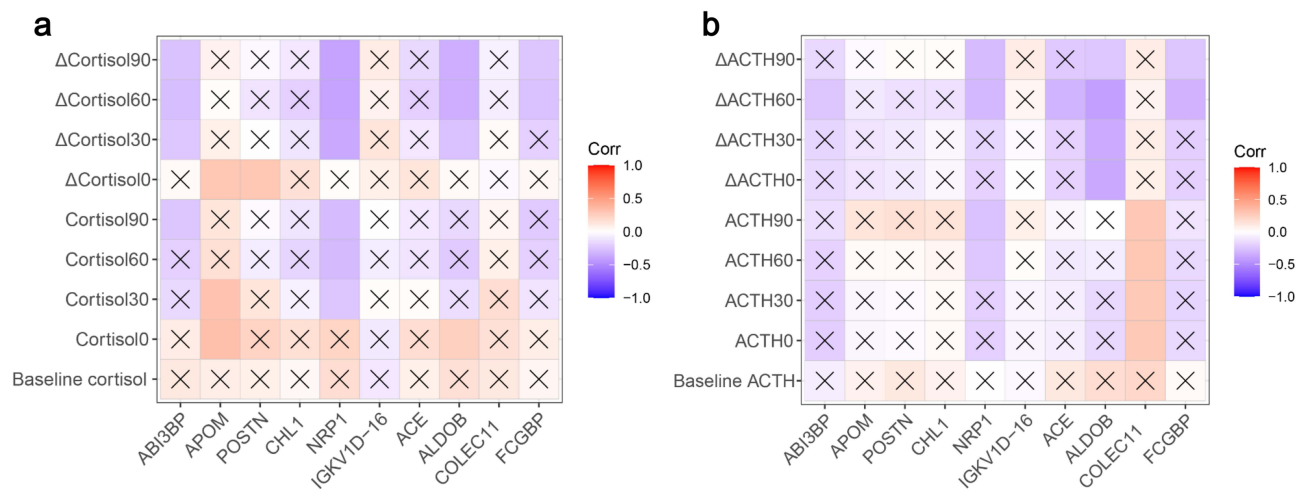 a
ΔCortisol90
ΔCortisol60
ΔCortisol30
ΔCortisol0
Cortisol90
Cortisol60
Cortisol30
Cortisol0
Baseline cortisol
ABI3BP
APOM
POSTN
CHL1
NRP1
IGKV1D-16
ACE
ALDOB
COLEC11
FCGBP
Corr
1.0
0.5
0.0
−0.5
−1.0
b
ΔACTH90
ΔACTH60
ΔACTH30
ΔACTH0
ACTH90
ACTH60
ACTH30
ACTH0
Baseline ACTH
ABI3BP
APOM
POSTN
CHL1
NRP1
IGKV1D-16
ACE
ALDOB
COLEC11
FCGBP
Corr
1.0
0.5
0.0
−0.5
−1.0